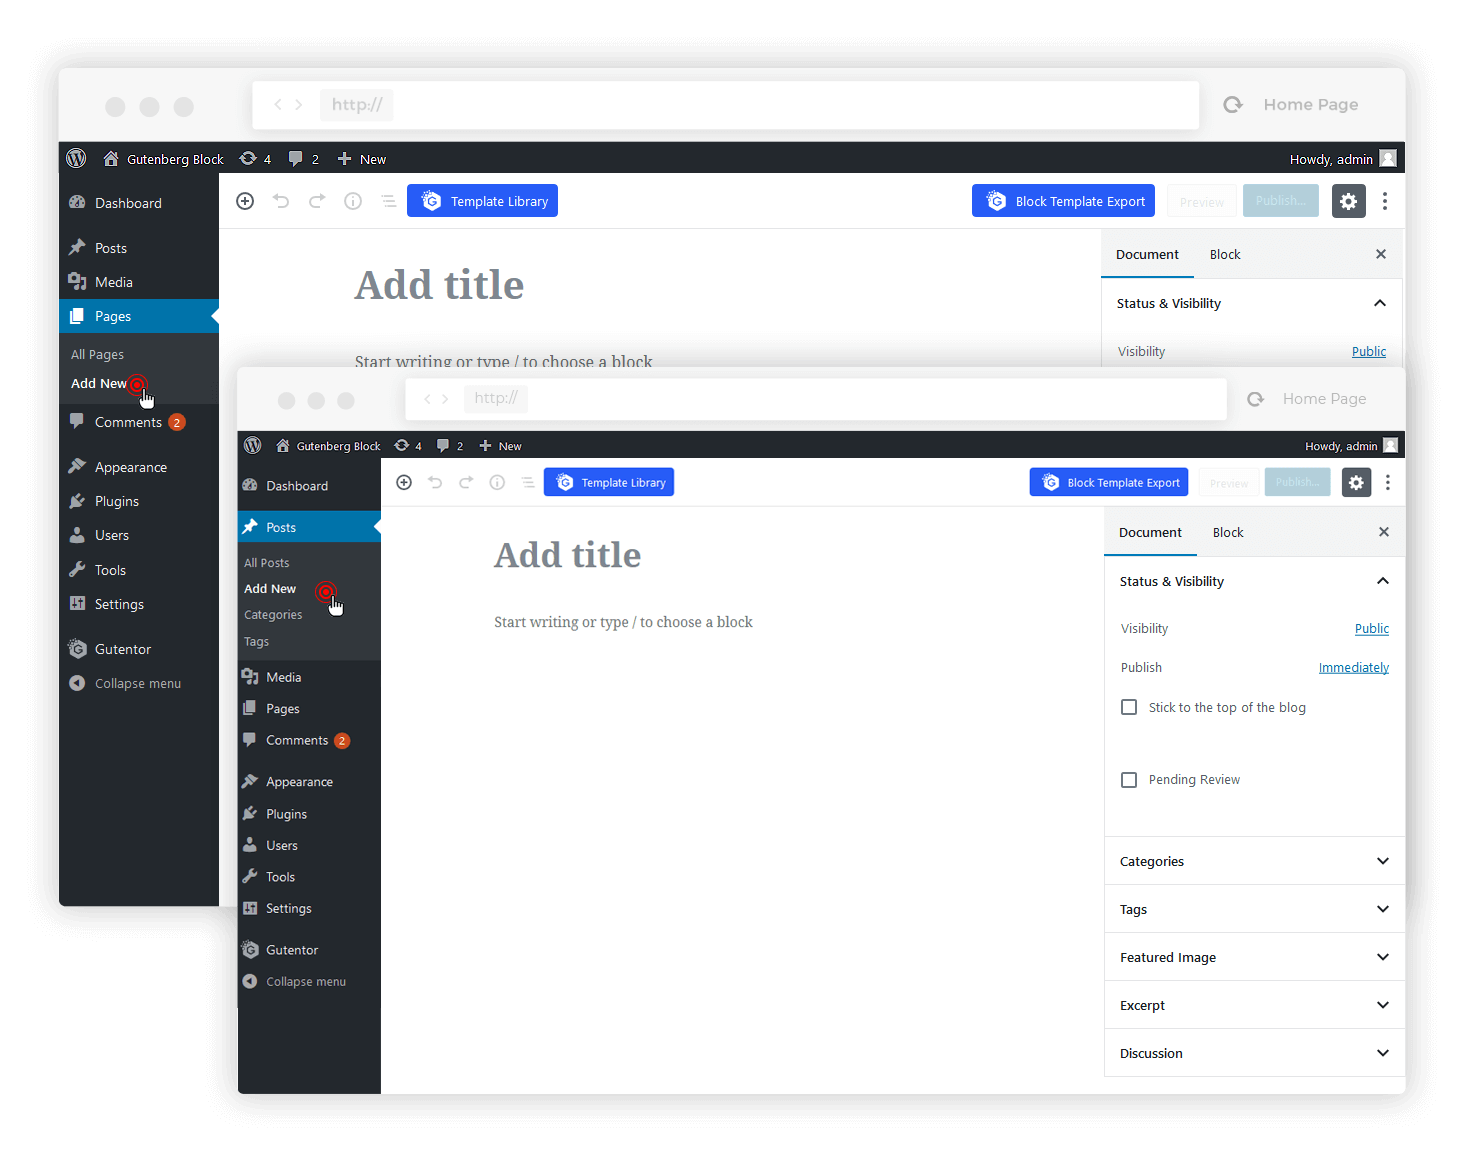 http://
Home Page
Gutenberg Block 4 2 New
Howdy, admin
Dashboard
Posts
Media
Pages
All Pages
Add New
Comments 2
Appearance
Plugins
Users
Tools
Settings
Gutentor
Collapse menu
Template Library
Block Template Export
Preview
Publish...
Add title
Start writing or type / to choose a block
Document Block
Status & Visibility
Visibility Public
http://
Home Page
Gutenberg Block 4 2 New
Howdy, admin
Dashboard
Posts
All Posts
Add New
Categories
Tags
Media
Pages
Comments 2
Appearance
Plugins
Users
Tools
Settings
Gutentor
Collapse menu
Template Library
Block Template Export
Preview
Publish...
Add title
Start writing or type / to choose a block
Document Block
Status & Visibility
Visibility Public
Publish Immediately
Stick to the top of the blog
Pending Review
Categories
Tags
Featured Image
Excerpt
Discussion